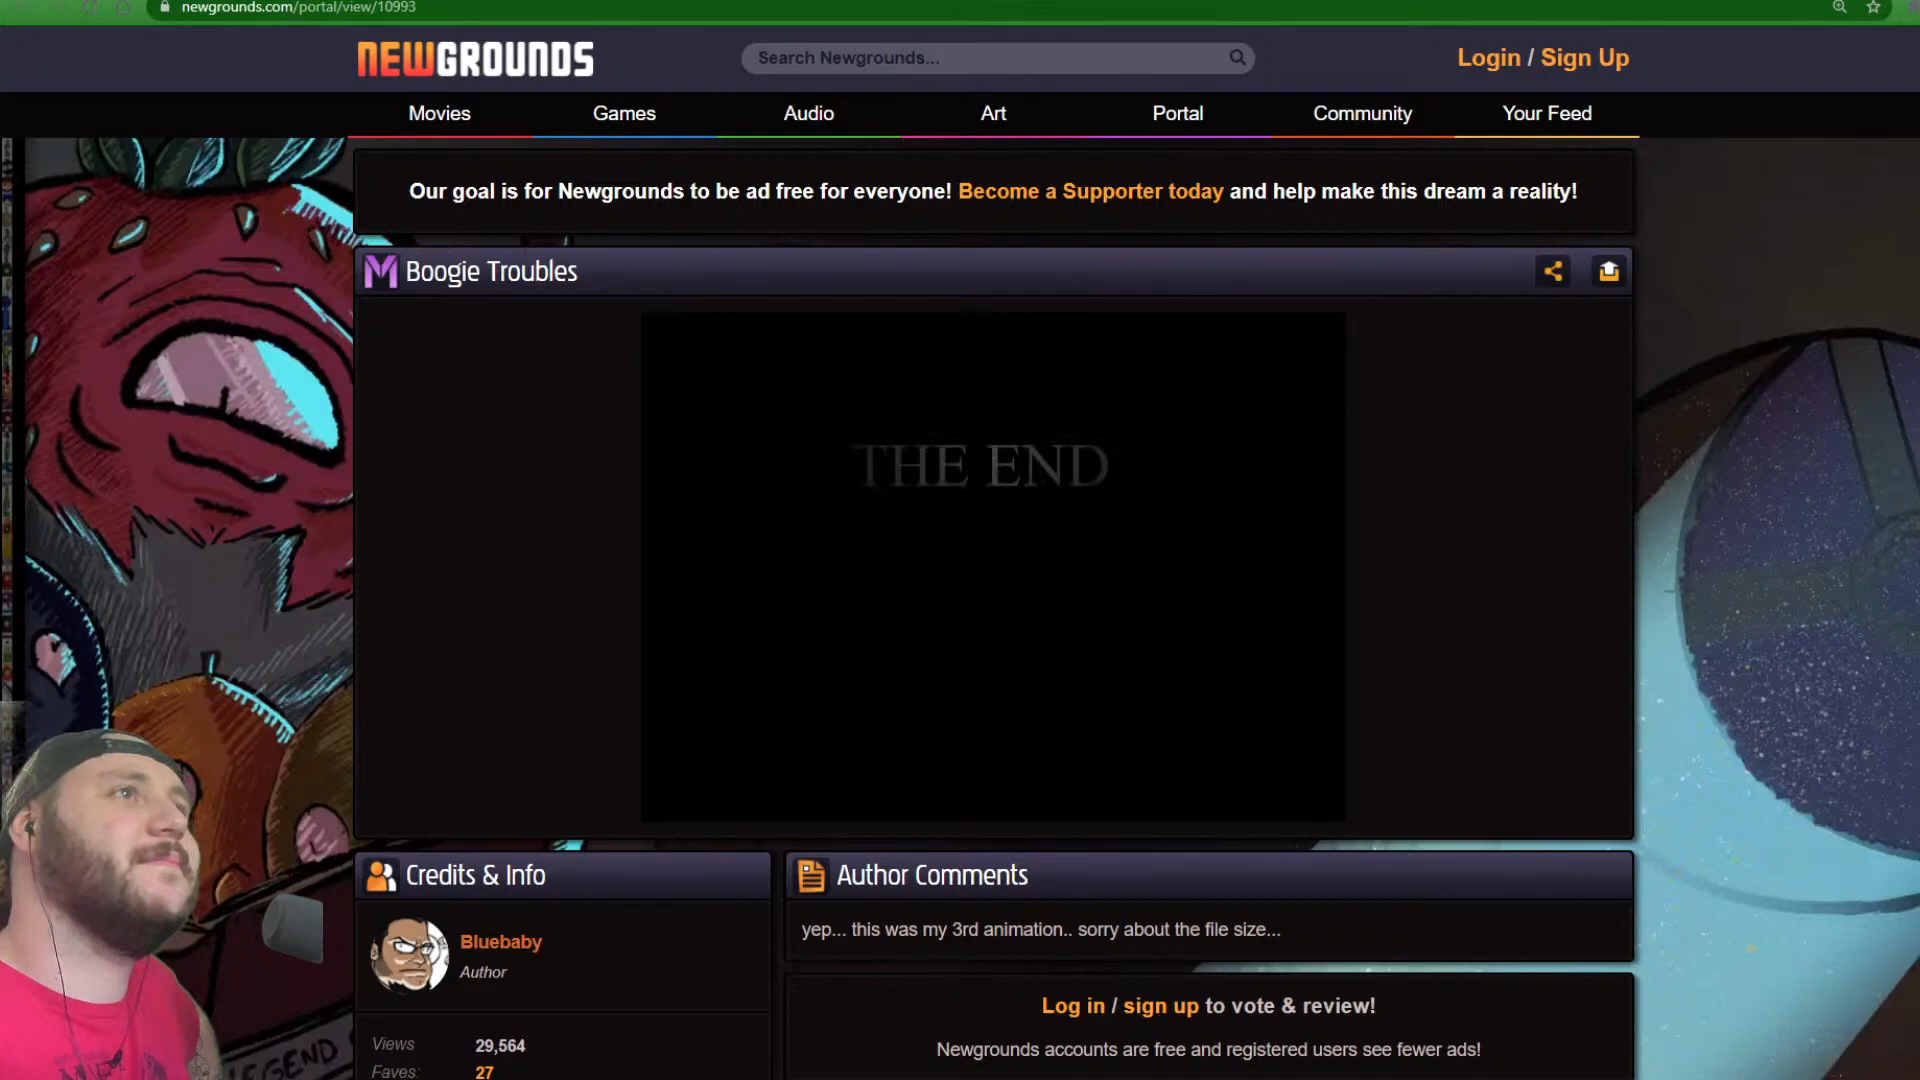 newgrounds.com/portal/view/10993
NEWGROUNDS
Search Newgrounds...
Login / Sign Up
Movies
Games
Audio
Art
Portal
Community
Your Feed
Our goal is for Newgrounds to be ad free for everyone! Become a Supporter today and help make this dream a reality!
Boogie Troubles
THE END
Credits & Info
Author Comments
Bluebaby
Author
yep... this was my 3rd animation.. sorry about the file size...
Log in / sign up to vote & review!
Newgrounds accounts are free and registered users see fewer ads!
Views 29,564
Faves: 27
LEGEND